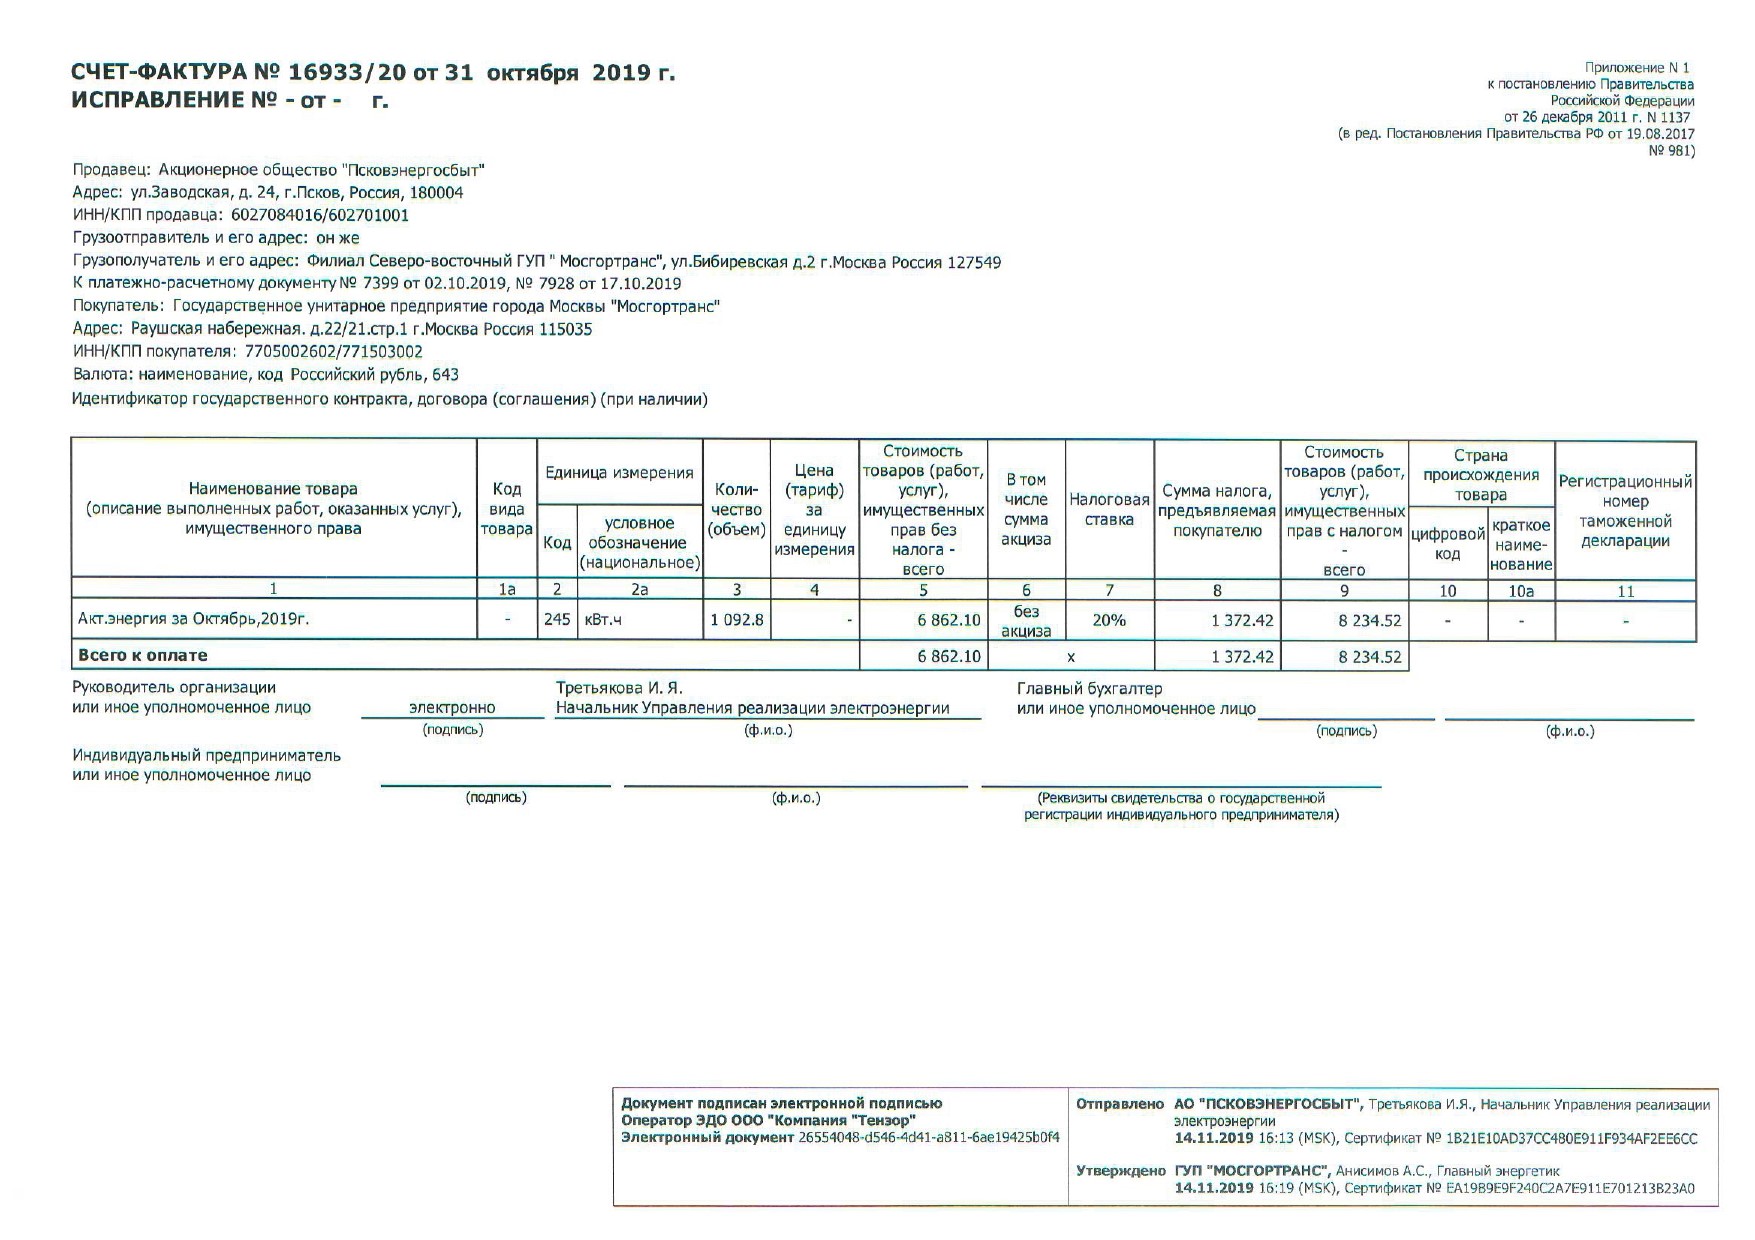 СЧЕТ-ФАКТУРА № 16933/20 от 31 октября 2019 г.
ИСПРАВЛЕНИЕ № - от - г.
Приложение N 1
к постановлению Правительства
Российской Федерации
от 26 декабря 2011 г. N 1137
(в ред. Постановления Правительства РФ от 19.08.2017
№ 981)
Продавец: Акционерное общество "Псковэнергосбыт"
Адрес: ул.Заводская, д. 24, г.Псков, Россия, 180004
ИНН/КПП продавца: 6027084016/602701001
Грузоотправитель и его адрес: он же
Грузополучатель и его адрес: Филиал Северо-восточный ГУП " Мосгортранс", ул.Бибиревская д.2 г.Москва Россия 127549
К платежно-расчетному документу № 7399 от 02.10.2019, № 7928 от 17.10.2019
Покупатель: Государственное унитарное предприятие города Москвы "Мосгортранс"
Адрес: Раушская набережная. д.22/21.стр.1 г.Москва Россия 115035
ИНН/КПП покупателя: 7705002602/771503002
Валюта: наименование, код Российский рубль, 643
Идентификатор государственного контракта, договора (соглашения) (при наличии)
Наименование товара
(описание выполненных работ, оказанных услуг),
имущественного права
Код
вида
товара
Единица измерения
Код
условное
обозначение
(национальное)
Коли-
чество
(объем)
Цена
(тариф)
за
единицу
измерения
Стоимость
товаров (работ,
услуг),
имущественных
прав без
налога -
всего
В том
числе
сумма
акциза
Налоговая
ставка
Сумма налога,
предъявляемая
покупателю
Стоимость
товаров (работ,
услуг),
имущественных
прав с налогом
-
всего
Страна
происхождения
товара
цифровой
код
краткое
наиме-
нование
Регистрационный
номер
таможенной
декларации
1 1а 2 2а 3 4 5 6 7 8 9 10 10а 11
Акт.энергия за Октябрь,2019г. - 245 кВт.ч 1 092.8 - 6 862.10 без акциза 20% 1 372.42 8 234.52 - - -
Всего к оплате 6 862.10 х 1 372.42 8 234.52
Руководитель организации
или иное уполномоченное лицо
электронно
(подпись)
Третьякова И. Я.
Начальник Управления реализации электроэнергии
(ф.и.о.)
Главный бухгалтер
или иное уполномоченное лицо
(подпись)
(ф.и.о.)
Индивидуальный предприниматель
или иное уполномоченное лицо
(подпись)
(ф.и.о.)
(Реквизиты свидетельства о государственной
регистрации индивидуального предпринимателя)
Документ подписан электронной подписью
Оператор ЭДО ООО "Компания "Тензор"
Электронный документ 26554048-d546-4d41-a811-6ae19425b0f4
Отправлено АО "ПСКОВЭНЕРГОСБЫТ", Третьякова И.Я., Начальник Управления реализации
электроэнергии
14.11.2019 16:13 (MSK), Сертификат № 1B21E10AD37CC480E911F934AF2EE6CC
Утверждено ГУП "МОСГОРТРАНС", Анисимов А.С., Главный энергетик
14.11.2019 16:19 (MSK), Сертификат № EA19B9E9F240C2A7E911E701213B23A0